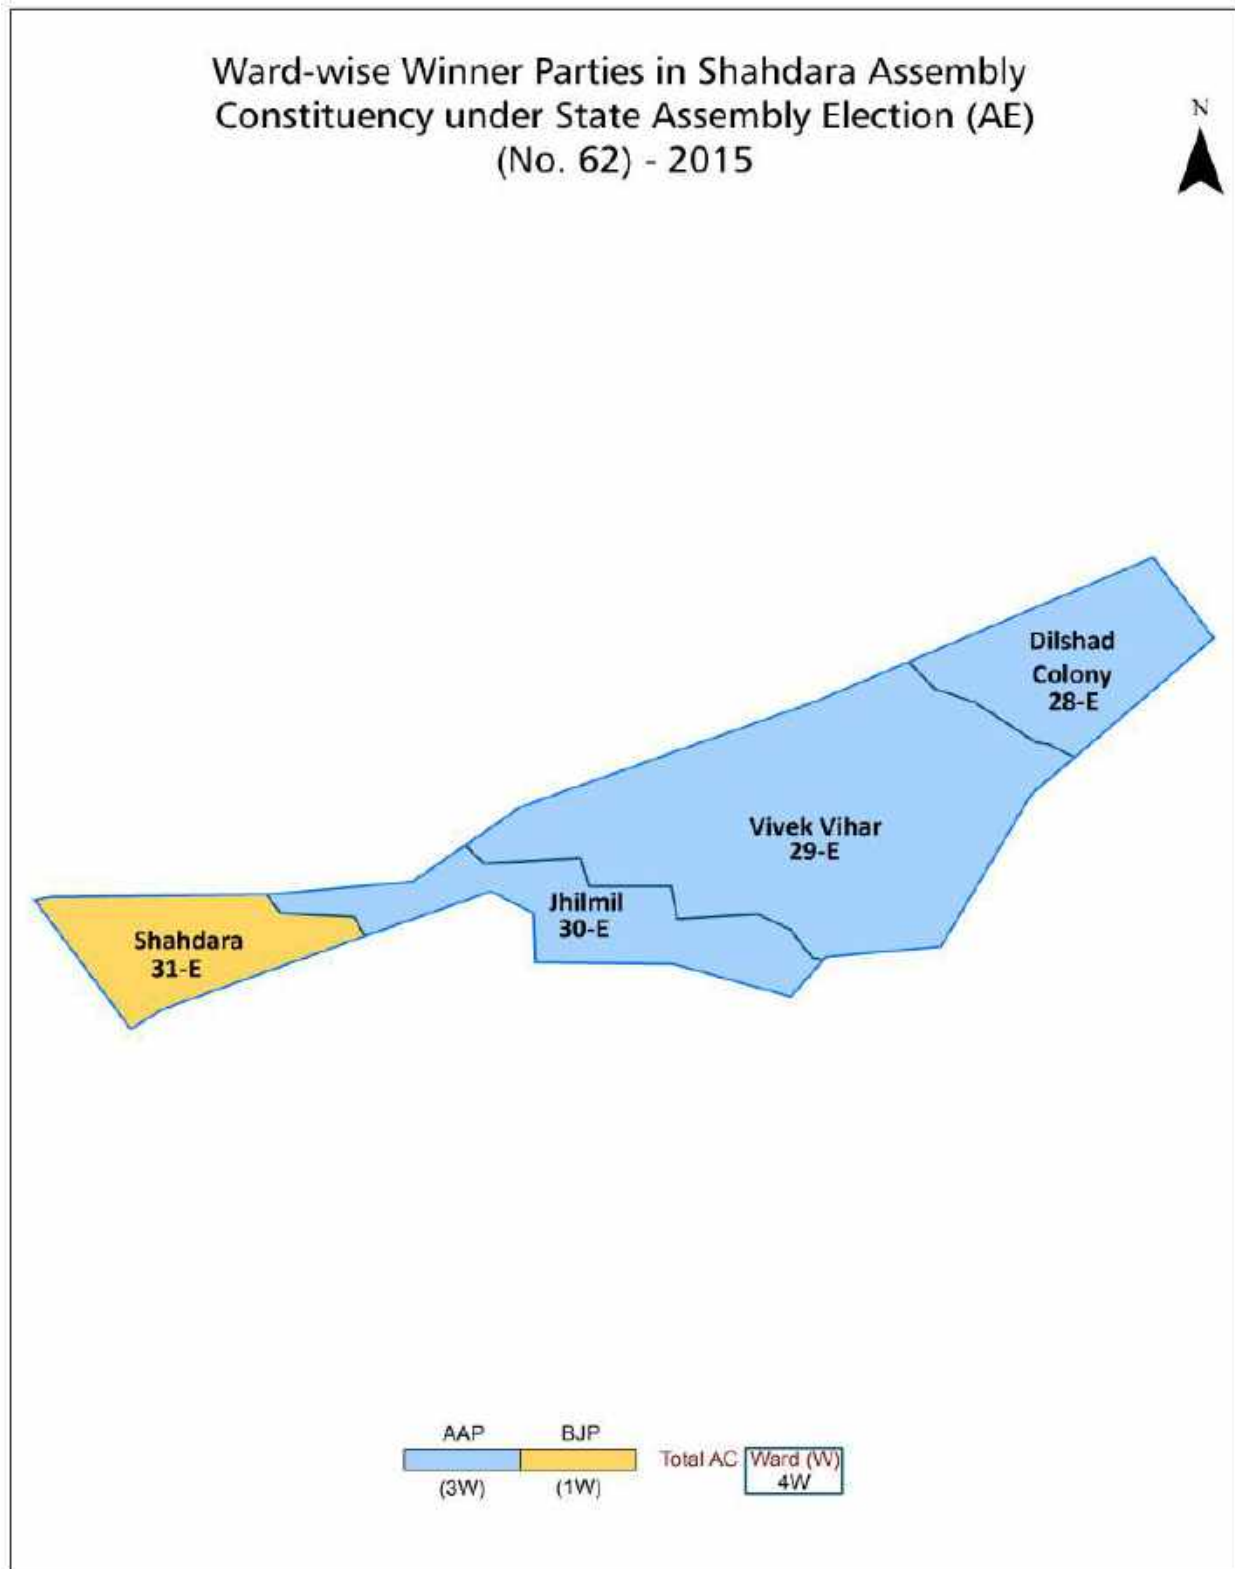 Ward-wise Winner Parties in Shahdara Assembly
Constituency under State Assembly Election (AE)
(No. 62) - 2015
N
Dilshad
Colony
28-E
Vivek Vihar
29-E
Jhilmil
30-E
Shahdara
31-E
AAP BJP
Total AC Ward (W)
4W
(3W) (1W)